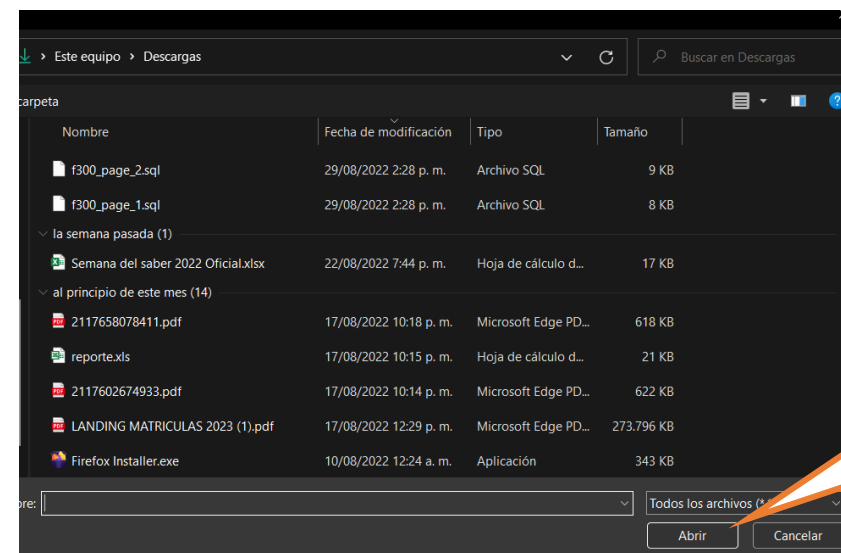 Este equipo > Descargas
Buscar en Descargas
carpeta
Nombre Fecha de modificación Tipo Tamaño
f300_page_2.sql 29/08/2022 2:28 p. m. Archivo SQL 9 KB
f300_page_1.sql 29/08/2022 2:28 p. m. Archivo SQL 8 KB
la semana pasada (1)
Semana del saber 2022 Oficial.xlsx 22/08/2022 7:44 p. m. Hoja de cálculo d... 17 KB
al principio de este mes (14)
2117658078411.pdf 17/08/2022 10:18 p. m. Microsoft Edge PD... 618 KB
reporte.xls 17/08/2022 10:15 p. m. Hoja de cálculo d... 21 KB
2117602674933.pdf 17/08/2022 10:14 p. m. Microsoft Edge PD... 622 KB
LANDING MATRICULAS 2023 (1).pdf 17/08/2022 12:29 p. m. Microsoft Edge PD... 273.796 KB
Firefox Installer.exe 10/08/2022 12:24 a. m. Aplicación 343 KB
bre: Todos los archivos (*.
Abrir Cancelar